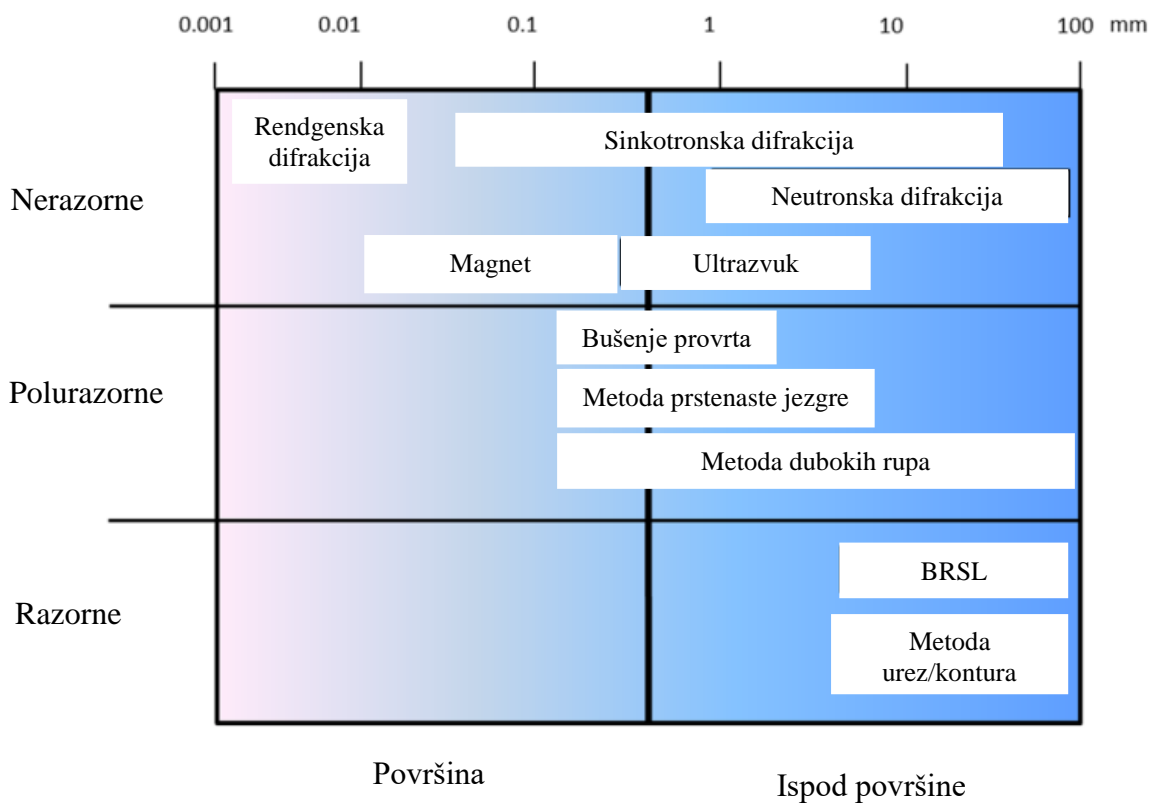 0.001 0.01 0.1 1 10 100 mm
Rendgenska
difrakcija
Sinkotronska difrakcija
Nerazorne
Neutronska difrakcija
Magnet
Ultrazvuk
Bušenje provrta
Polurazorne
Metoda prstenaste jezgre
Metoda dubokih rupa
BRSL
Razorne
Metoda
urez/kontura
Površina
Ispod površine